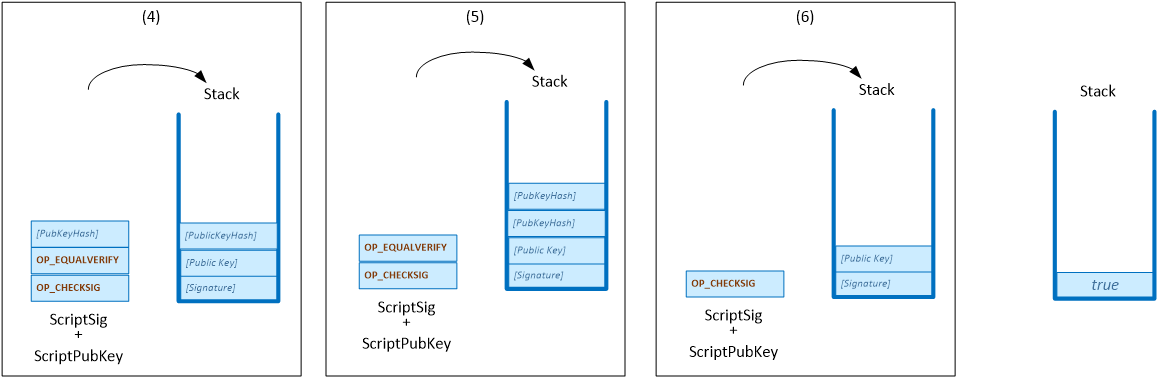 (4)
Stack
[PubKeyHash]
OP_EQUALVERIFY
OP_CHECKSIG
[PublicKeyHash]
[Public Key]
[Signature]
ScriptSig
+
ScriptPubKey
(5)
Stack
OP_EQUALVERIFY
OP_CHECKSIG
[PubKeyHash]
[PubKeyHash]
[Public Key]
[Signature]
ScriptSig
+
ScriptPubKey
(6)
Stack
OP_CHECKSIG
[Public Key]
[Signature]
ScriptSig
+
ScriptPubKey
Stack
true